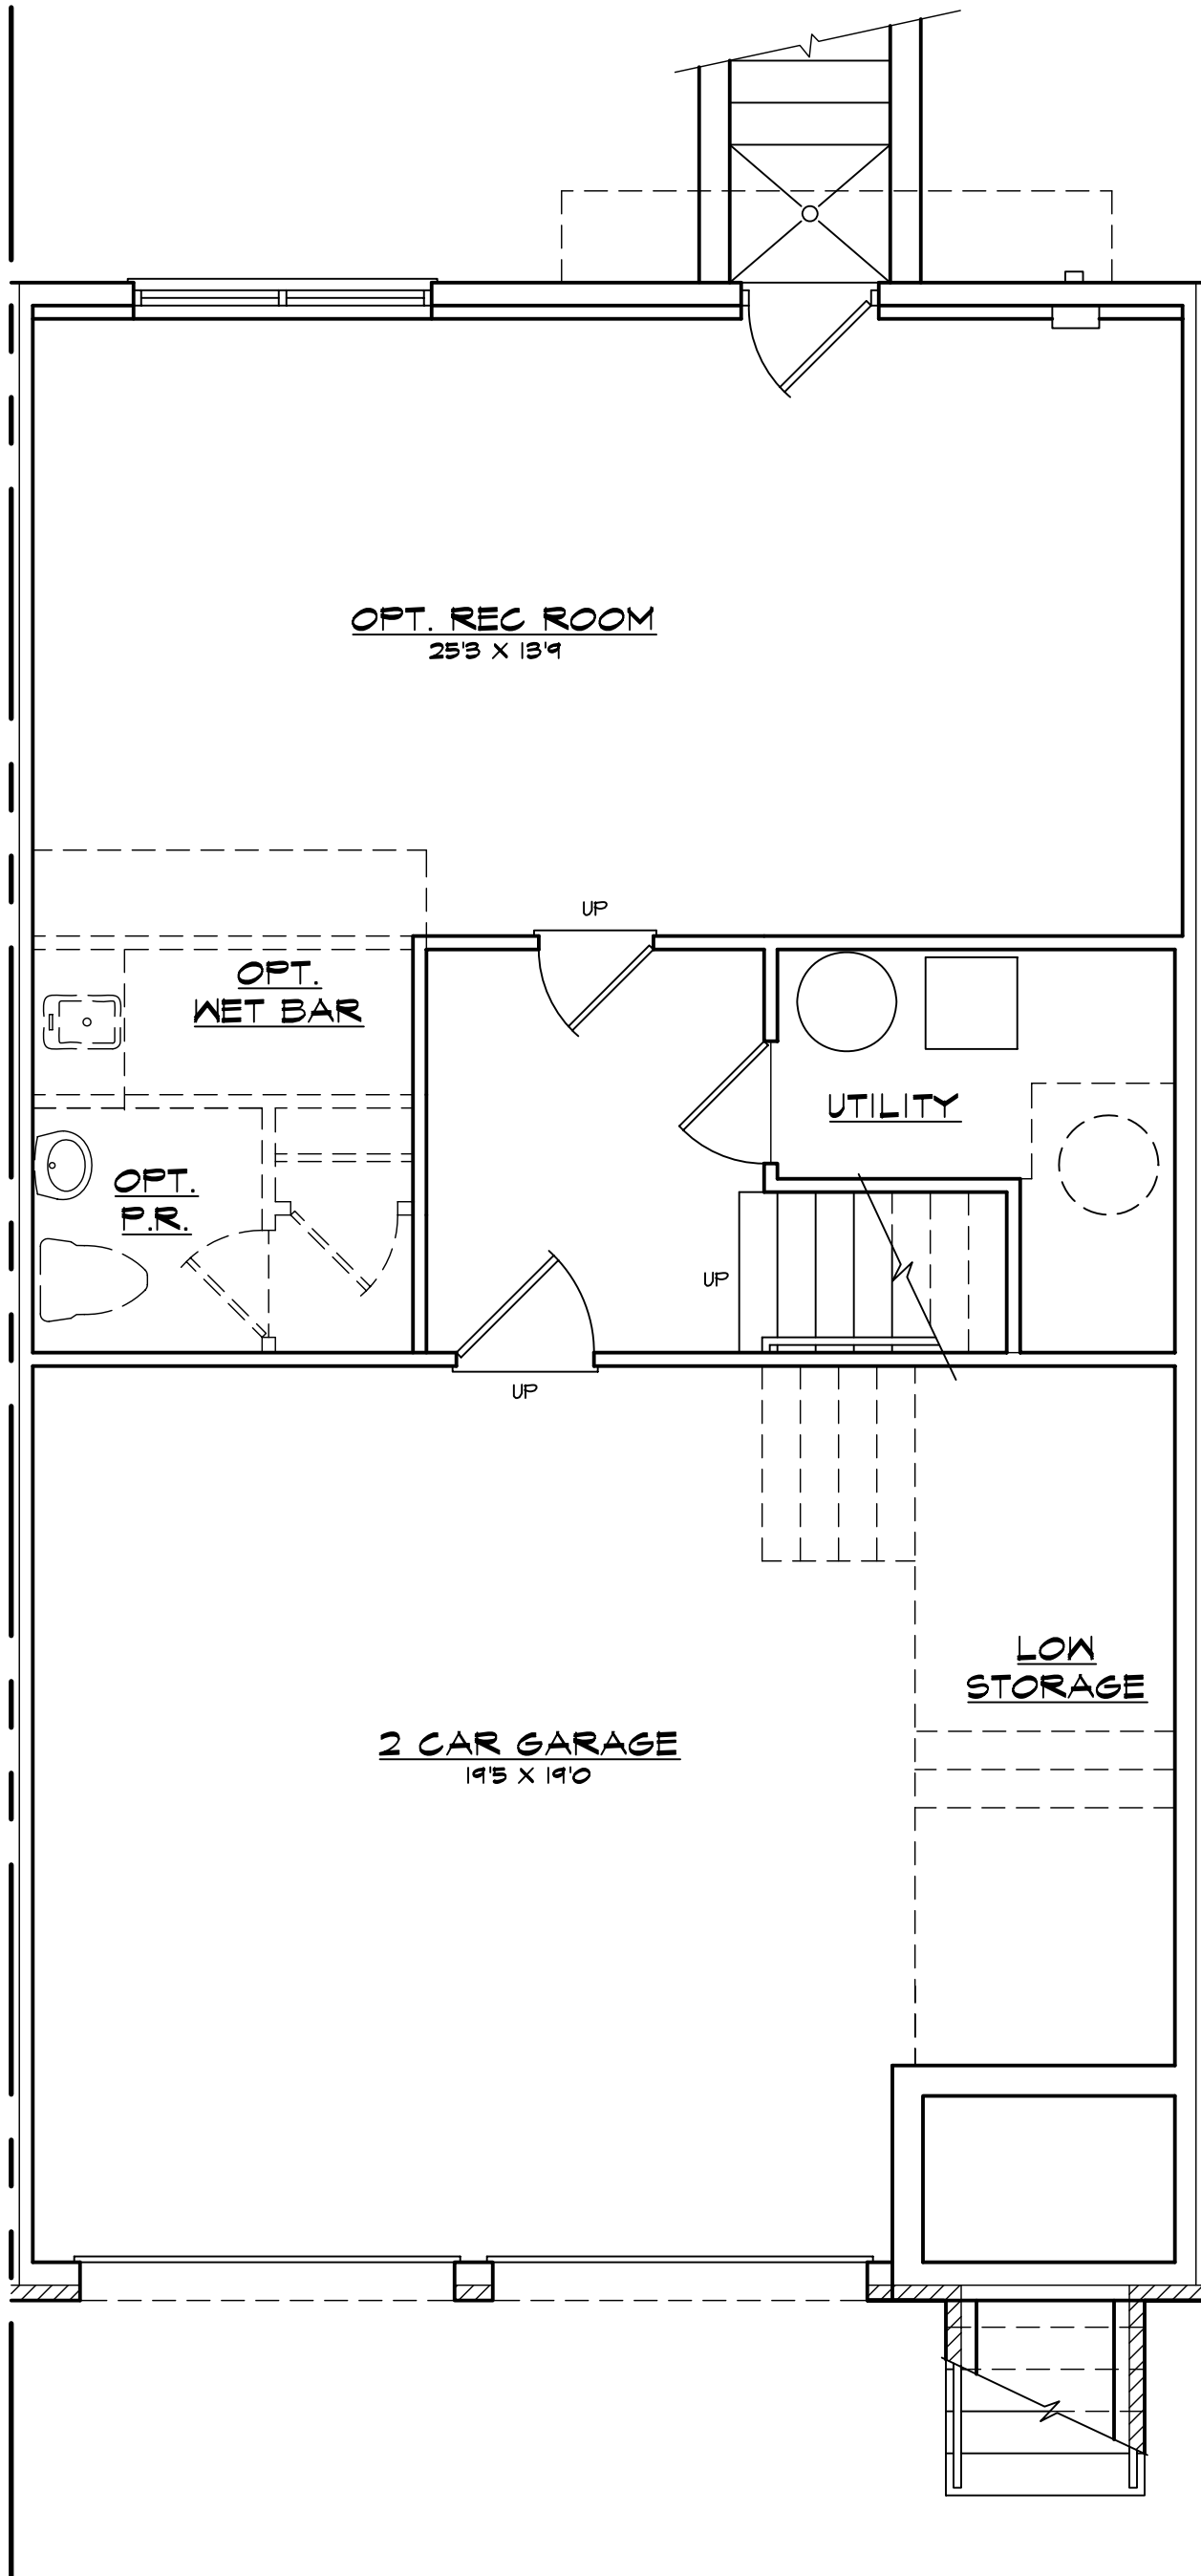 OPT. REC ROOM
25'3 X 13'9
UP
OPT.
WET BAR
UTILITY
OPT.
P.R.
UP
UP
LOW
STORAGE
2 CAR GARAGE
19'5 X 19'0